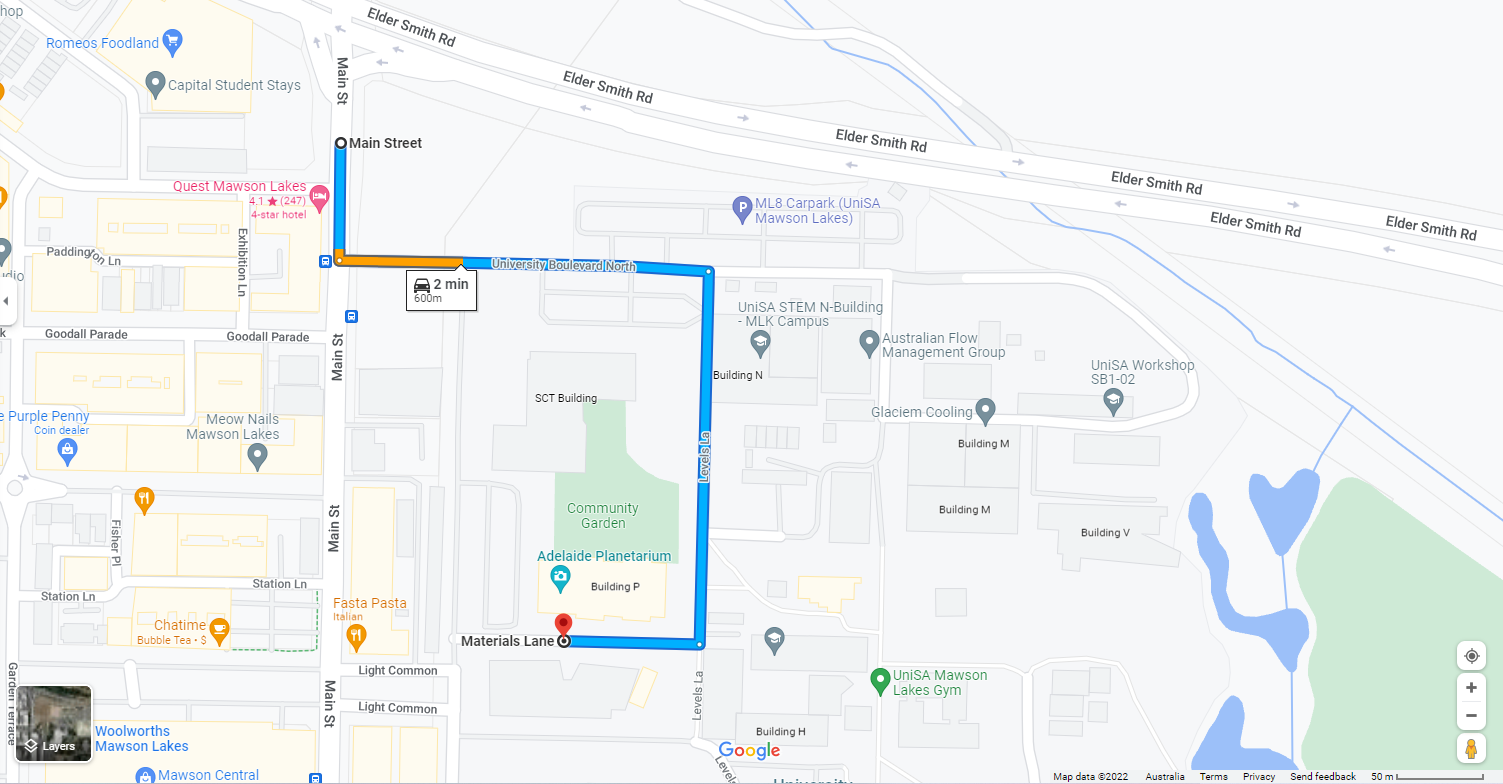 hop
Elder Smith Rd
Romeos Foodland
Capital Student Stays
Main St
Elder Smith Rd
Elder Smith Rd
Main Street
Elder Smith Rd
Quest Mawson Lakes
4.1 ★ (247)
4-star hotel
P
ML8 Carpark (UniSA
Mawson Lakes)
Elder Smith Rd
Elder Smith Rd
Exhibition Ln
Paddington Ln
dio
University Boulevard North
2 min
600m
UniSA STEM N-Building
- MLK Campus
Goodall Parade
Goodall Parade
k
Main St
Australian Flow
Management Group
UniSA Workshop
SB1-02
Building N
SCT Building
e Purple Penny
Coin dealer
Meow Nails
Mawson Lakes
Glaciem Cooling
Building M
Levels La
Community
Garden
Building M
Building V
Main St
Fisher Pl
Adelaide Planetarium
Building P
Station Ln
Station Ln
Fasta Pasta
Italian
Chatime
Bubble Tea • $
Materials Lane
Light Common
Light Common
Main St
Garden Terrace
Levels La
UniSA Mawson
Lakes Gym
Layers
Woolworths
Mawson Lakes
Building H
Google
Levels
University
Mawson Central
Map data ©2022 Australia Terms Privacy Send feedback 50 m